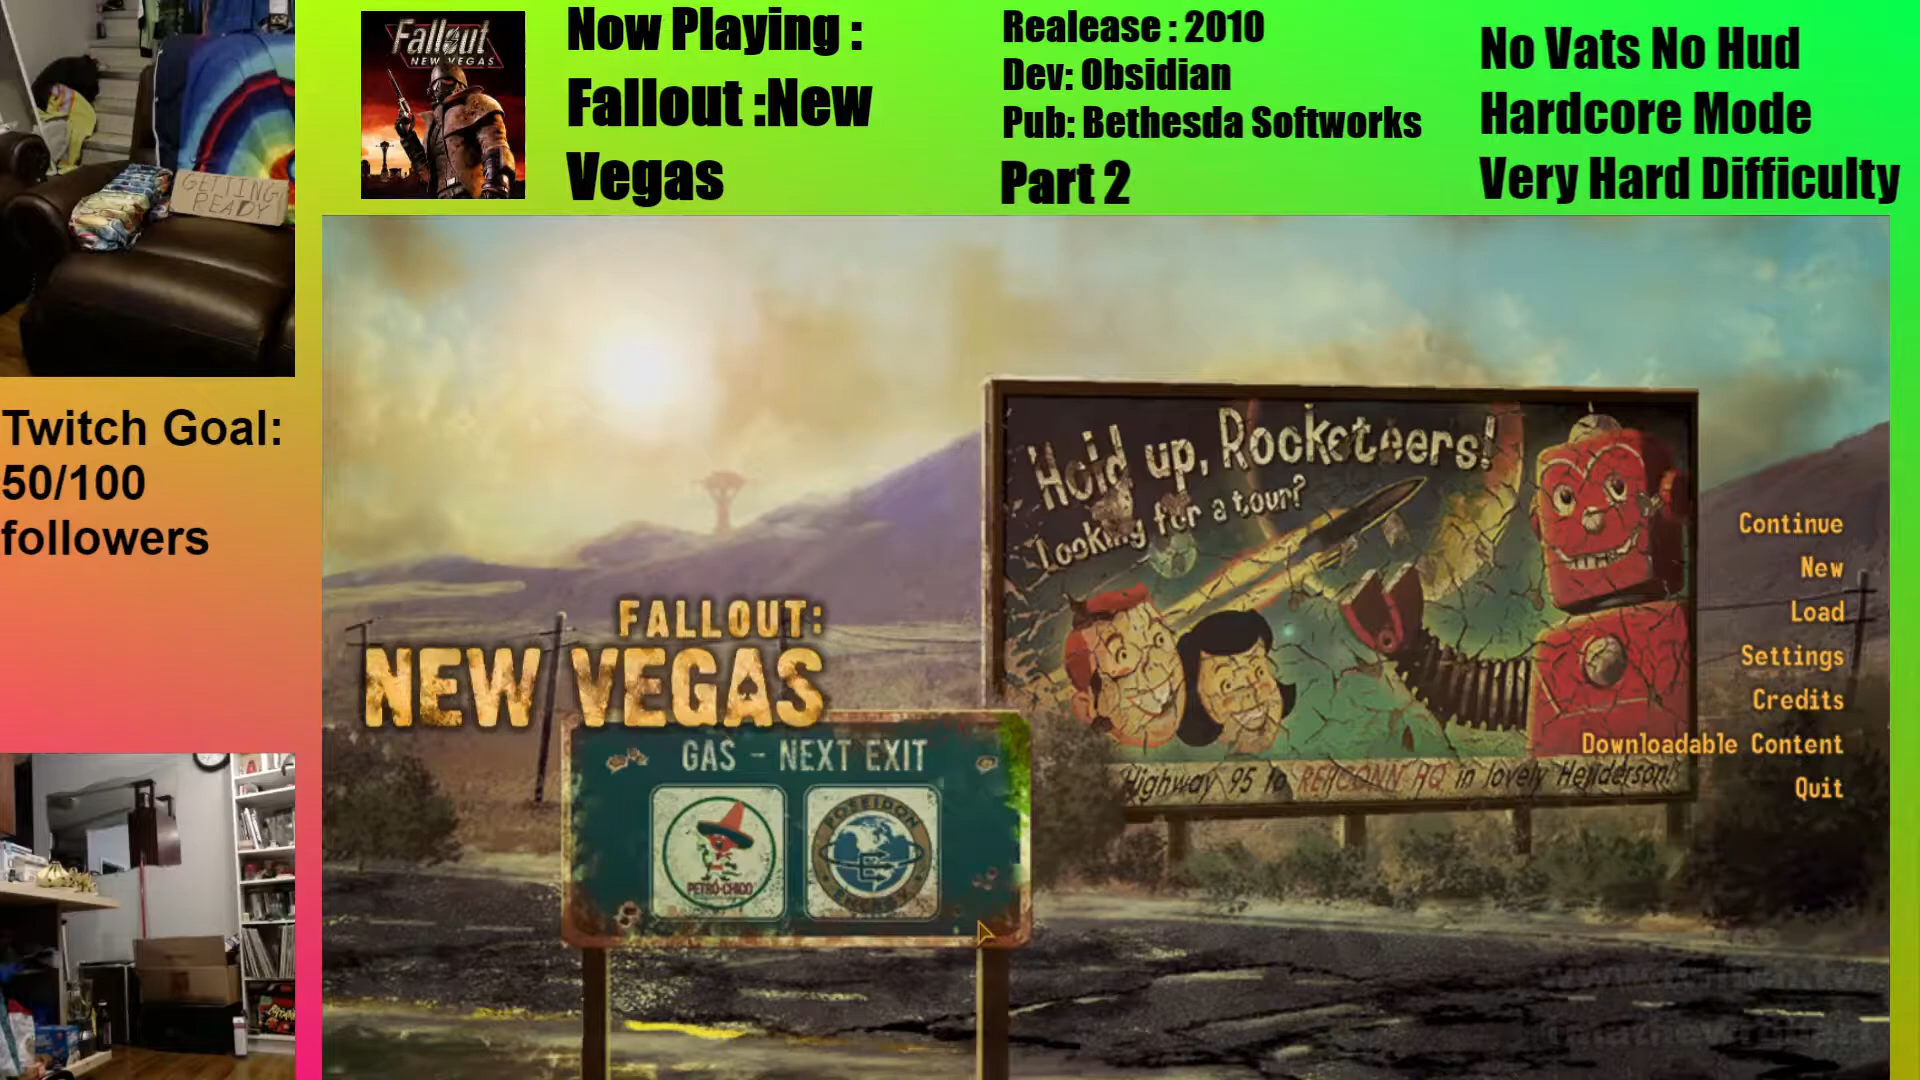 Fallout
NEW VEGAS
Now Playing :
Fallout :New
Vegas
Realease : 2010
Dev: Obsidian
Pub: Bethesda Softworks
Part 2
No Vats No Hud
Hardcore Mode
Very Hard Difficulty
GETTING
READY
Twitch Goal:
50/100
followers
Hold up, Rocketeers!
Looking for a tour?
Highway 95 to REPCONN HQ in lovely Henderson!
FALLOUT:
NEW VEGAS
GAS - NEXT EXIT
PETRÓ-CHICO
POSEIDON
ENERGY
Continue
New
Load
Settings
Credits
Downloadable Content
Quit